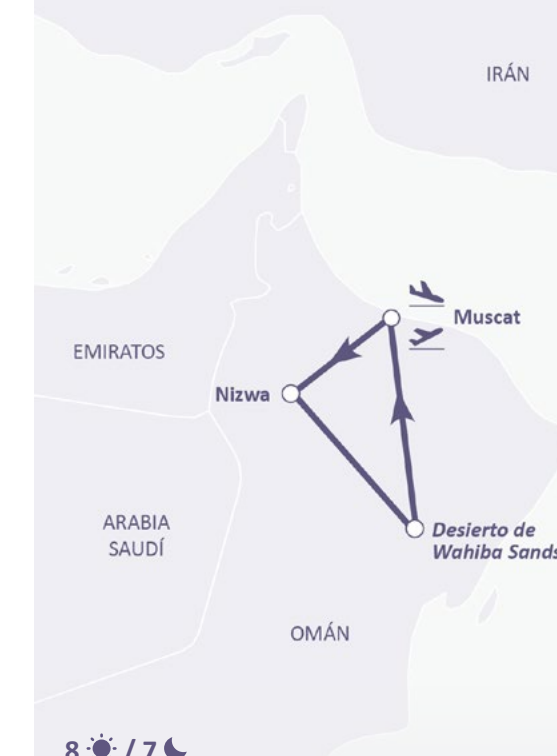 IRÁN
Muscat
EMIRATOS
Nizwa
ARABIA
SAUDÍ
Desierto de
Wahiba Sands
OMÁN
8 / 7